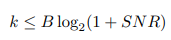 k ≤ B log₂(1 + SNR)